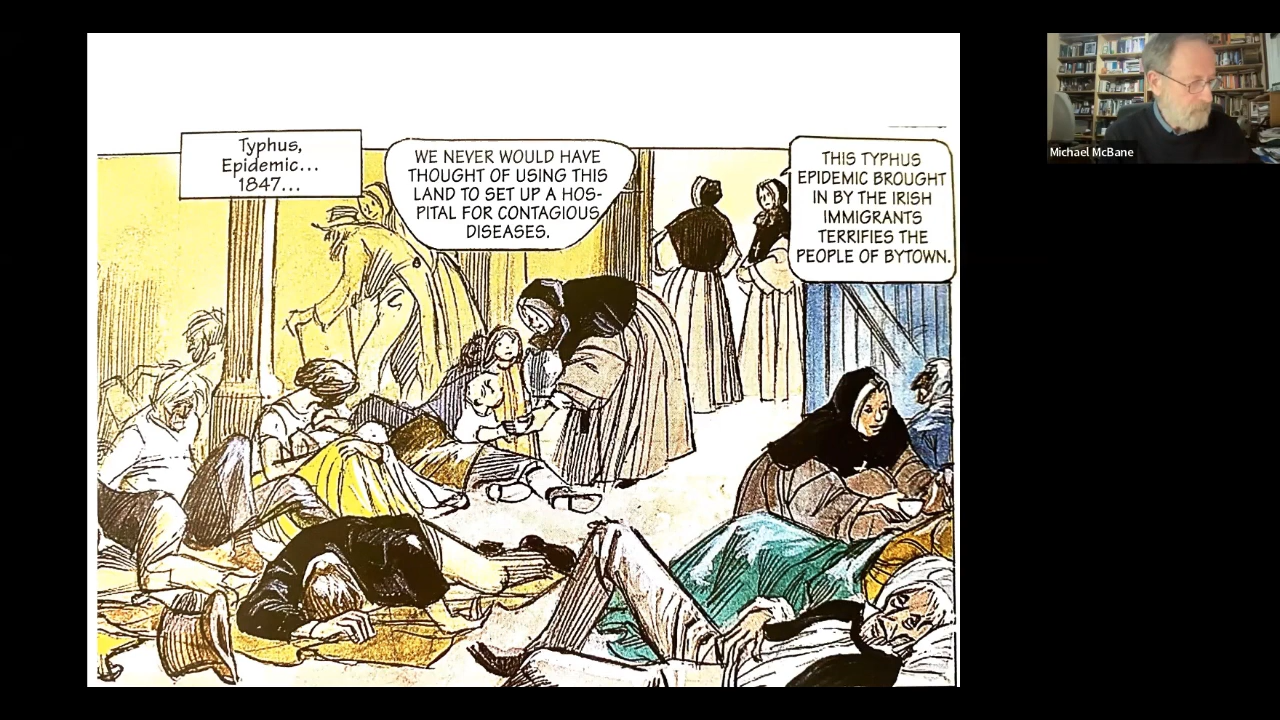 Typhus,
Epidemic...
1847...
WE NEVER WOULD HAVE
THOUGHT OF USING THIS
LAND TO SET UP A HOS-
PITAL FOR CONTAGIOUS
DISEASES.
THIS TYPHUS
EPIDEMIC BROUGHT
IN BY THE IRISH
IMMIGRANTS
TERRIFIES THE
PEOPLE OF BYTOWN.
Michael McBane